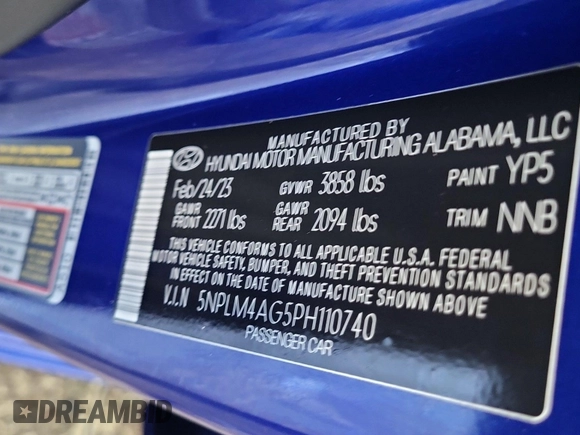 MANUFACTURED BY
HYUNDAI MOTOR MANUFACTURING ALABAMA, LLC
Feb/24/23 GVWR 3858 lbs PAINT YP5
GAWR FRONT 2271 lbs GAWR REAR 2094 lbs TRIM NNB
THIS VEHICLE CONFORMS TO ALL APPLICABLE U.S.A. FEDERAL
MOTOR VEHICLE SAFETY, BUMPER, AND THEFT PREVENTION STANDARDS
IN EFFECT ON THE DATE OF MANUFACTURE SHOWN ABOVE
V.I.N 5NPLM4AG5PH110740
PASSENGER CAR
DREAMBID